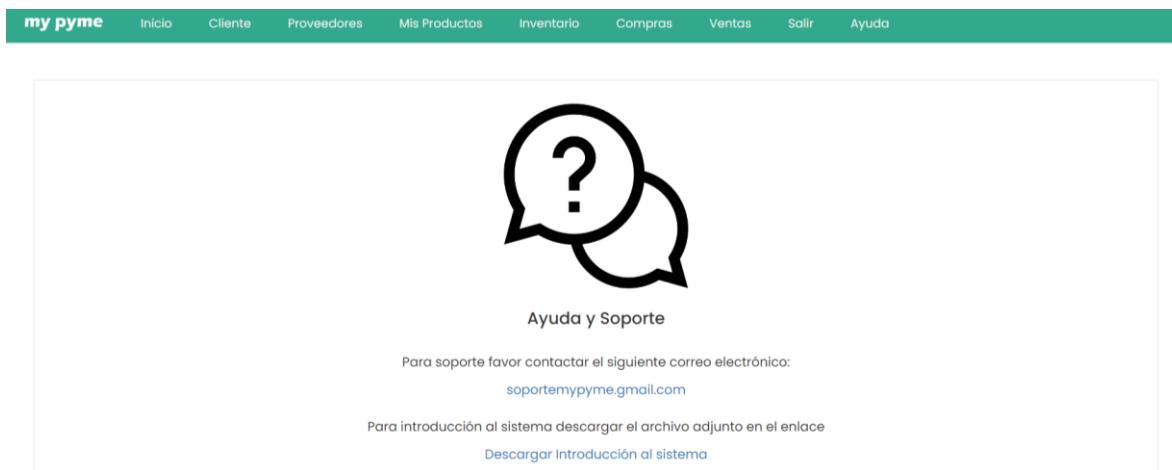 my pyme Inicio Cliente Proveedores Mis Productos Inventario Compras Ventas Salir Ayuda
?
Ayuda y Soporte
Para soporte favor contactar el siguiente correo electrónico:
soportemypyme.gmail.com
Para introducción al sistema descargar el archivo adjunto en el enlace
Descargar Introducción al sistema